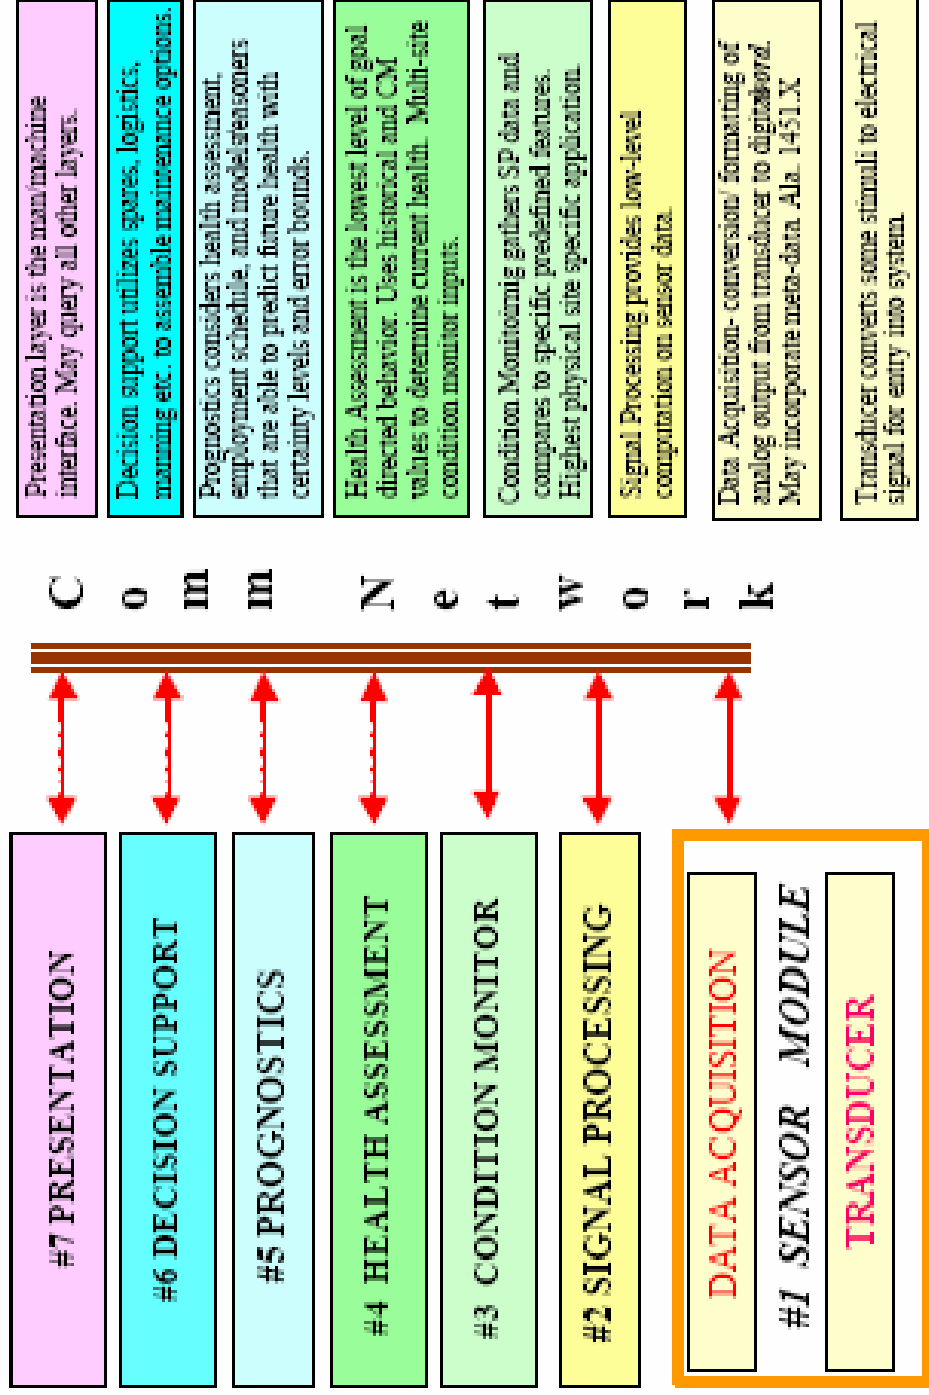 #7 PRESENTATION
#6 DECISION SUPPORT
#5 PROGNOSTICS
#4 HEALTH ASSESSMENT
#3 CONDITION MONITOR
#2 SIGNAL PROCESSING
DATA ACQUISITION
#1 SENSOR MODULE
TRANSDUCER
Comm Network
Presentation layer is the man/machine
interface. May query all other layers.
Decision support utilizes spares, logistics,
manning etc. to assemble maintenance options.
Prognostics considers health assessment,
employment schedule, and models/reasoners
that are able to predict future health with
certainty levels and error bounds.
Health Assessment is the lowest level of goal
directed behavior. Uses historical and CM
values to determine current health. Multi-site
condition monitor inputs.
Condition Monitoring gathers SP data and
compares to specific predefined features.
Highest physical site specific application.
Signal Processing provides low-level
computation on sensor data.
Data Acquisition- conversion/ formating of
analog output from transducer to digital word.
May incorporate meta-data. Ala. 1451.X
Transducer converts some stimuli to electrical
signal for entry into system.